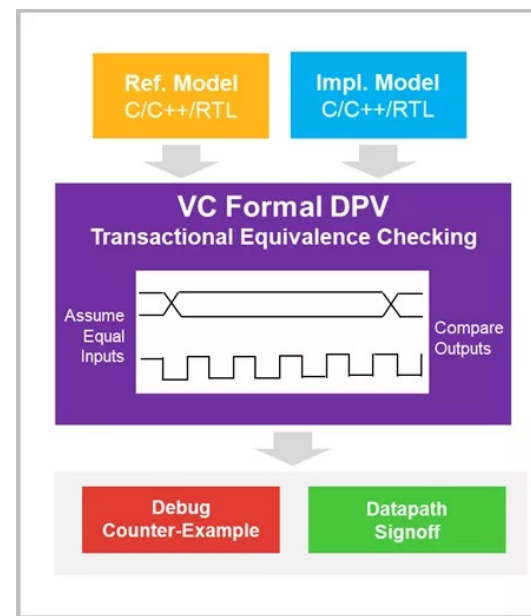 Ref. Model
C/C++/RTL
Impl. Model
C/C++/RTL
VC Formal DPV
Transactional Equivalence Checking
Assume
Equal
Inputs
Compare
Outputs
Debug
Counter-Example
Datapath
Signoff